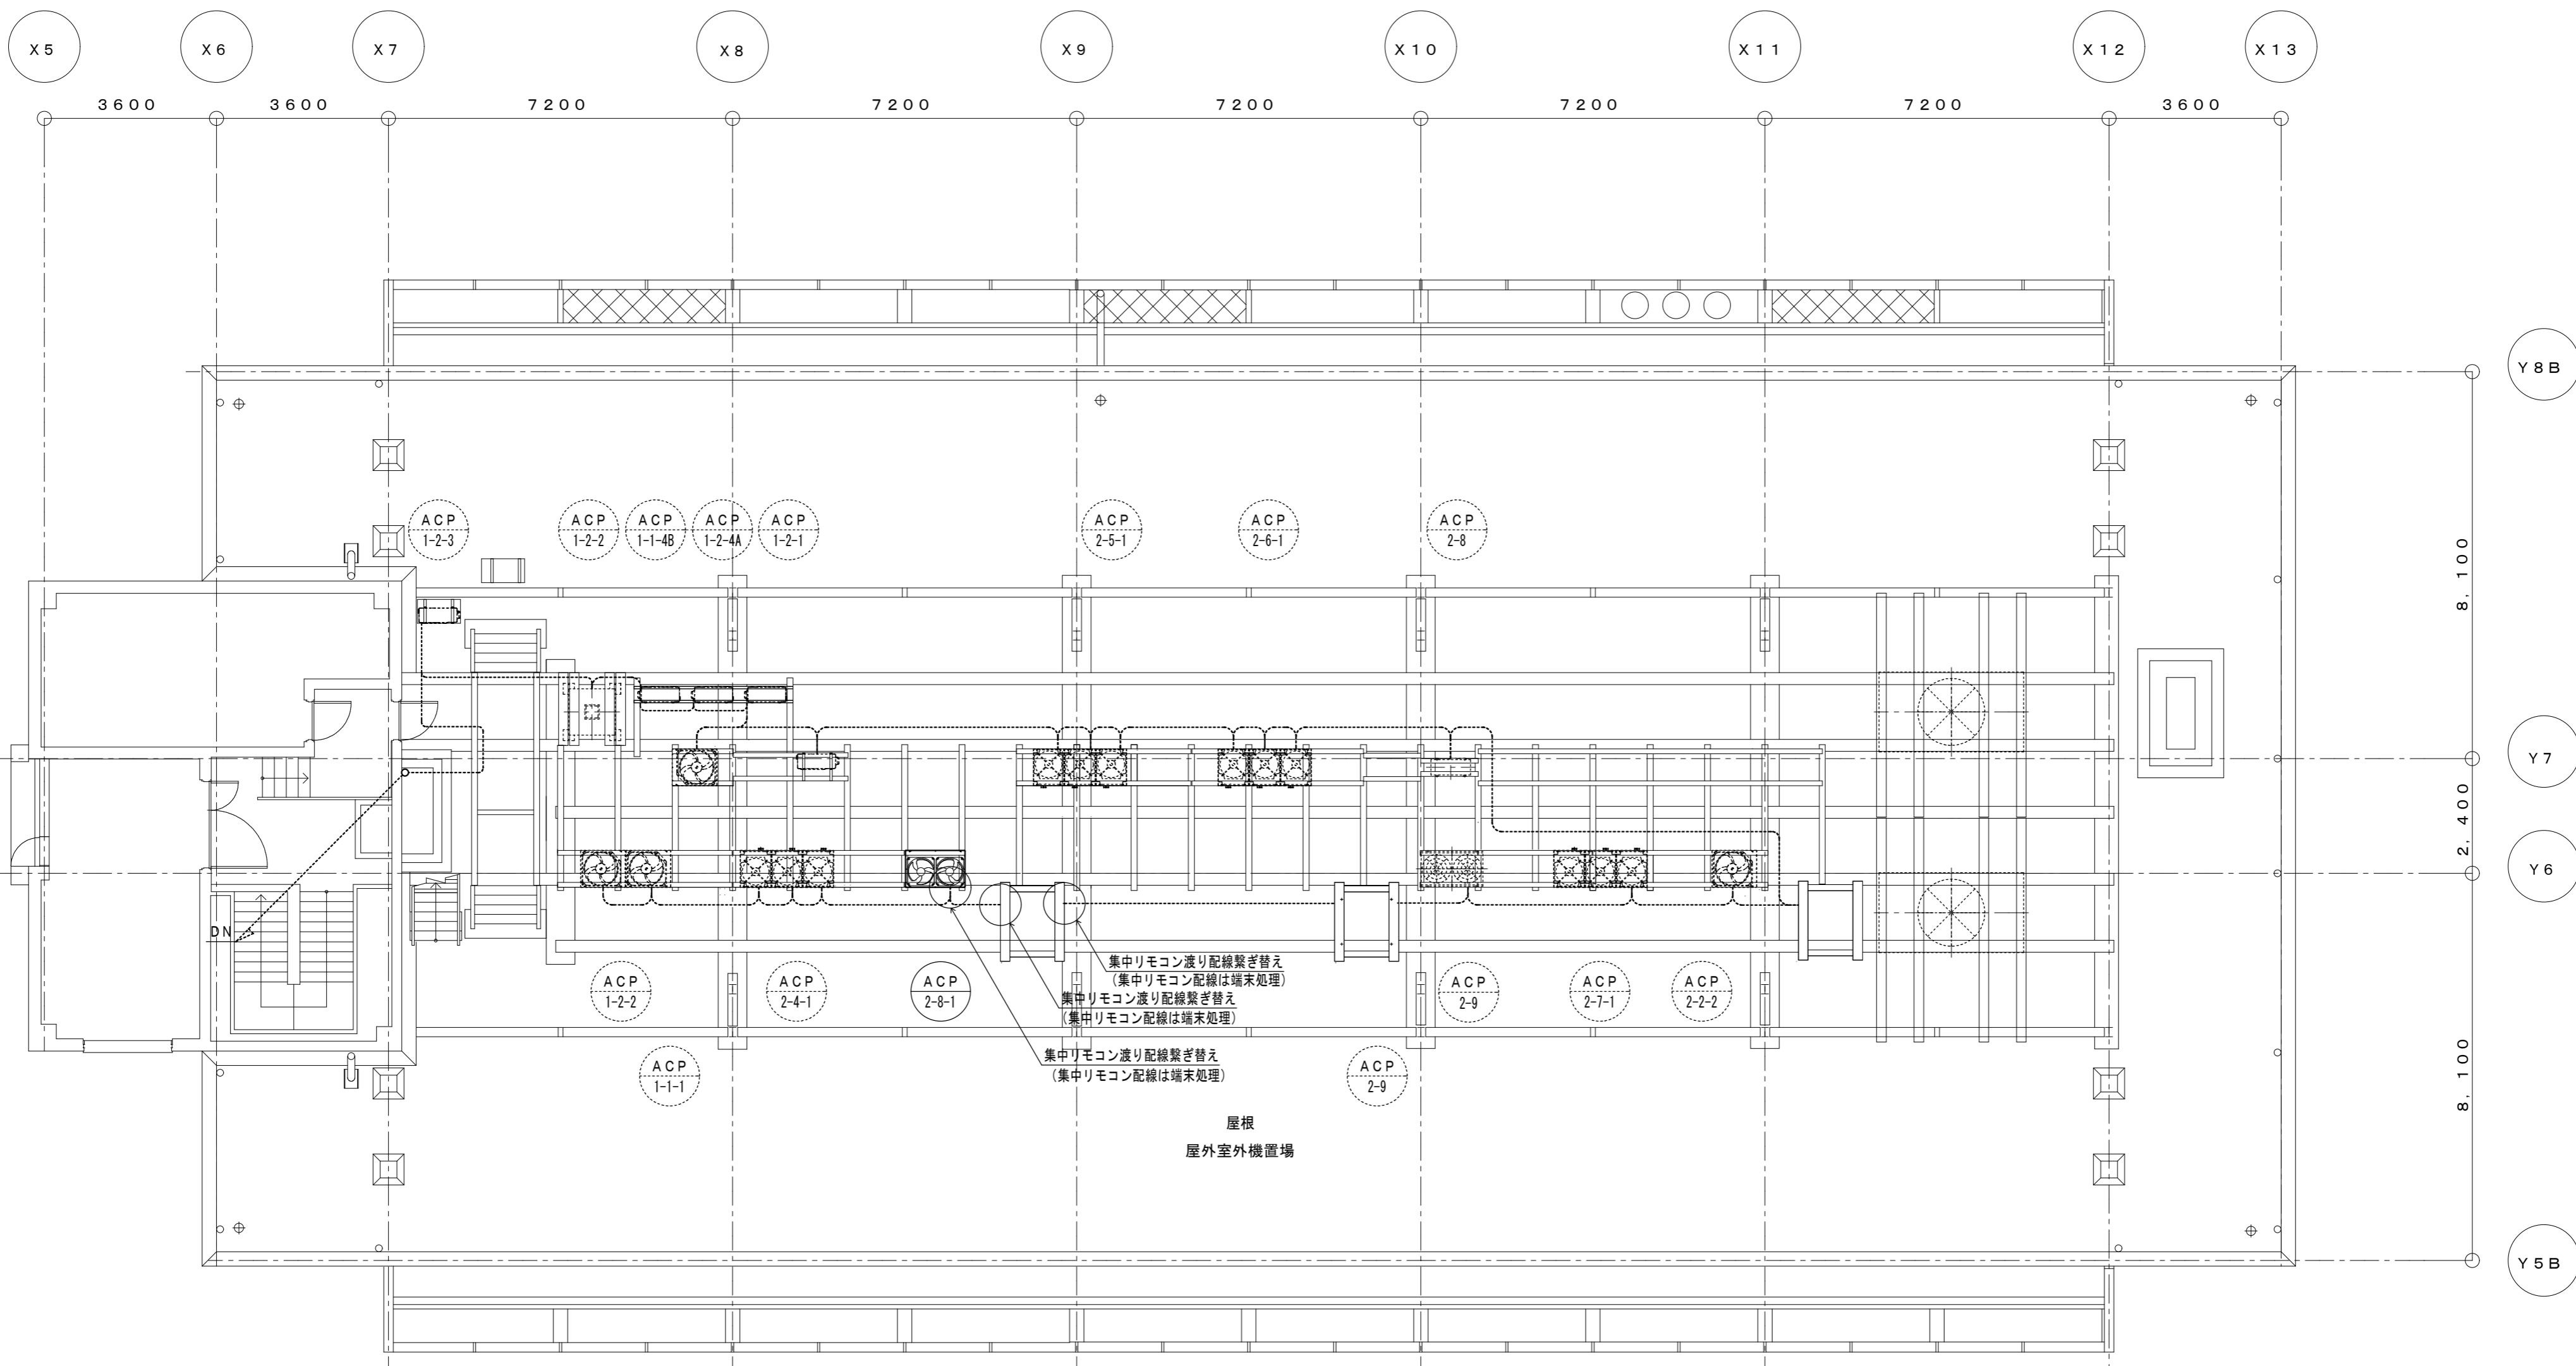 X5 X6 X7 X8 X9 X10 X11 X12 X13
3600 3600 7200 7200 7200 7200 7200 3600
Y8B
ACP ACP ACP ACP ACP ACP ACP ACP
1-2-3 1-2-2 1-1-4B 1-2-4A 1-2-1 2-5-1 2-6-1 2-8
8,100
Y7
2,400
Y6
DN
集中リモコン渡り配線繋ぎ替え
(集中リモコン配線は端末処理)
ACP ACP ACP ACP ACP ACP
1-2-2 2-4-1 2-8-1 2-9 2-7-1 2-2-2
集中リモコン渡り配線繋ぎ替え
(集中リモコン配線は端末処理)
集中リモコン渡り配線繋ぎ替え
(集中リモコン配線は端末処理)
ACP ACP
1-1-1 2-9
8,100
屋根
屋外室外機置場
Y5B